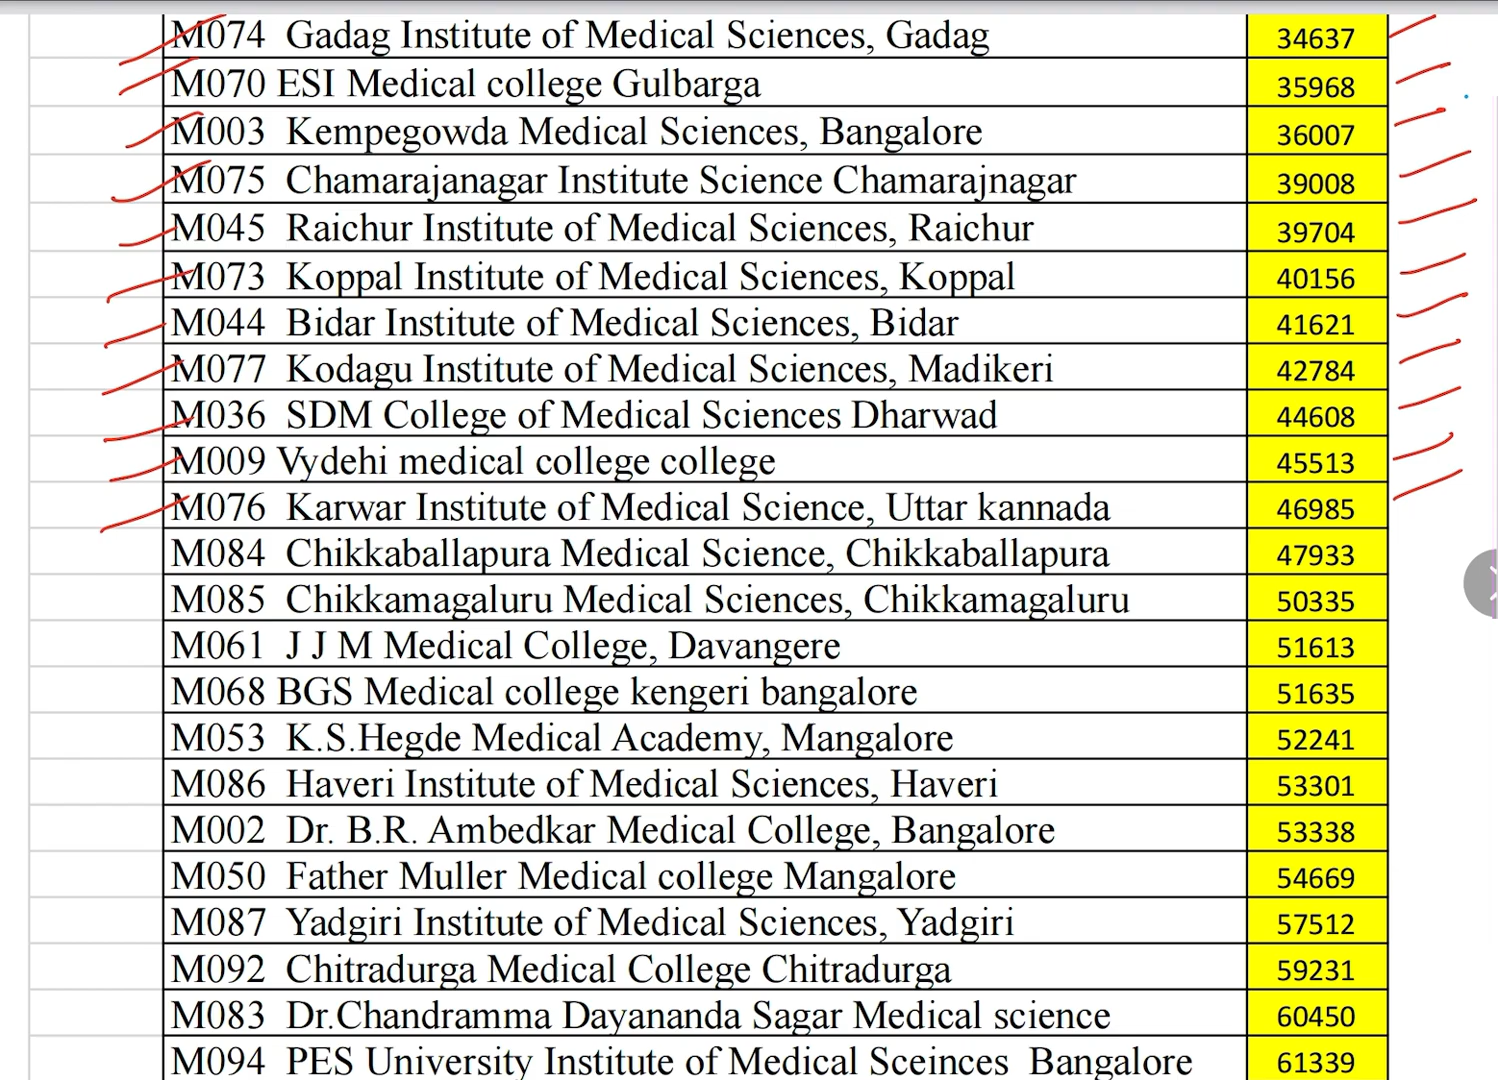 M074 Gadag Institute of Medical Sciences, Gadag 34637
M070 ESI Medical college Gulbarga 35968
M003 Kempegowda Medical Sciences, Bangalore 36007
M075 Chamarajanagar Institute Science Chamarajnagar 39008
M045 Raichur Institute of Medical Sciences, Raichur 39704
M073 Koppal Institute of Medical Sciences, Koppal 40156
M044 Bidar Institute of Medical Sciences, Bidar 41621
M077 Kodagu Institute of Medical Sciences, Madikeri 42784
M036 SDM College of Medical Sciences Dharwad 44608
M009 Vydehi medical college college 45513
M076 Karwar Institute of Medical Science, Uttar kannada 46985
M084 Chikkaballapura Medical Science, Chikkaballapura 47933
M085 Chikkamagaluru Medical Sciences, Chikkamagaluru 50335
M061 J J M Medical College, Davangere 51613
M068 BGS Medical college kengeri bangalore 51635
M053 K.S.Hegde Medical Academy, Mangalore 52241
M086 Haveri Institute of Medical Sciences, Haveri 53301
M002 Dr. B.R. Ambedkar Medical College, Bangalore 53338
M050 Father Muller Medical college Mangalore 54669
M087 Yadgiri Institute of Medical Sciences, Yadgiri 57512
M092 Chitradurga Medical College Chitradurga 59231
M083 Dr.Chandramma Dayananda Sagar Medical science 60450
M094 PES University Institute of Medical Sceinces Bangalore 61339